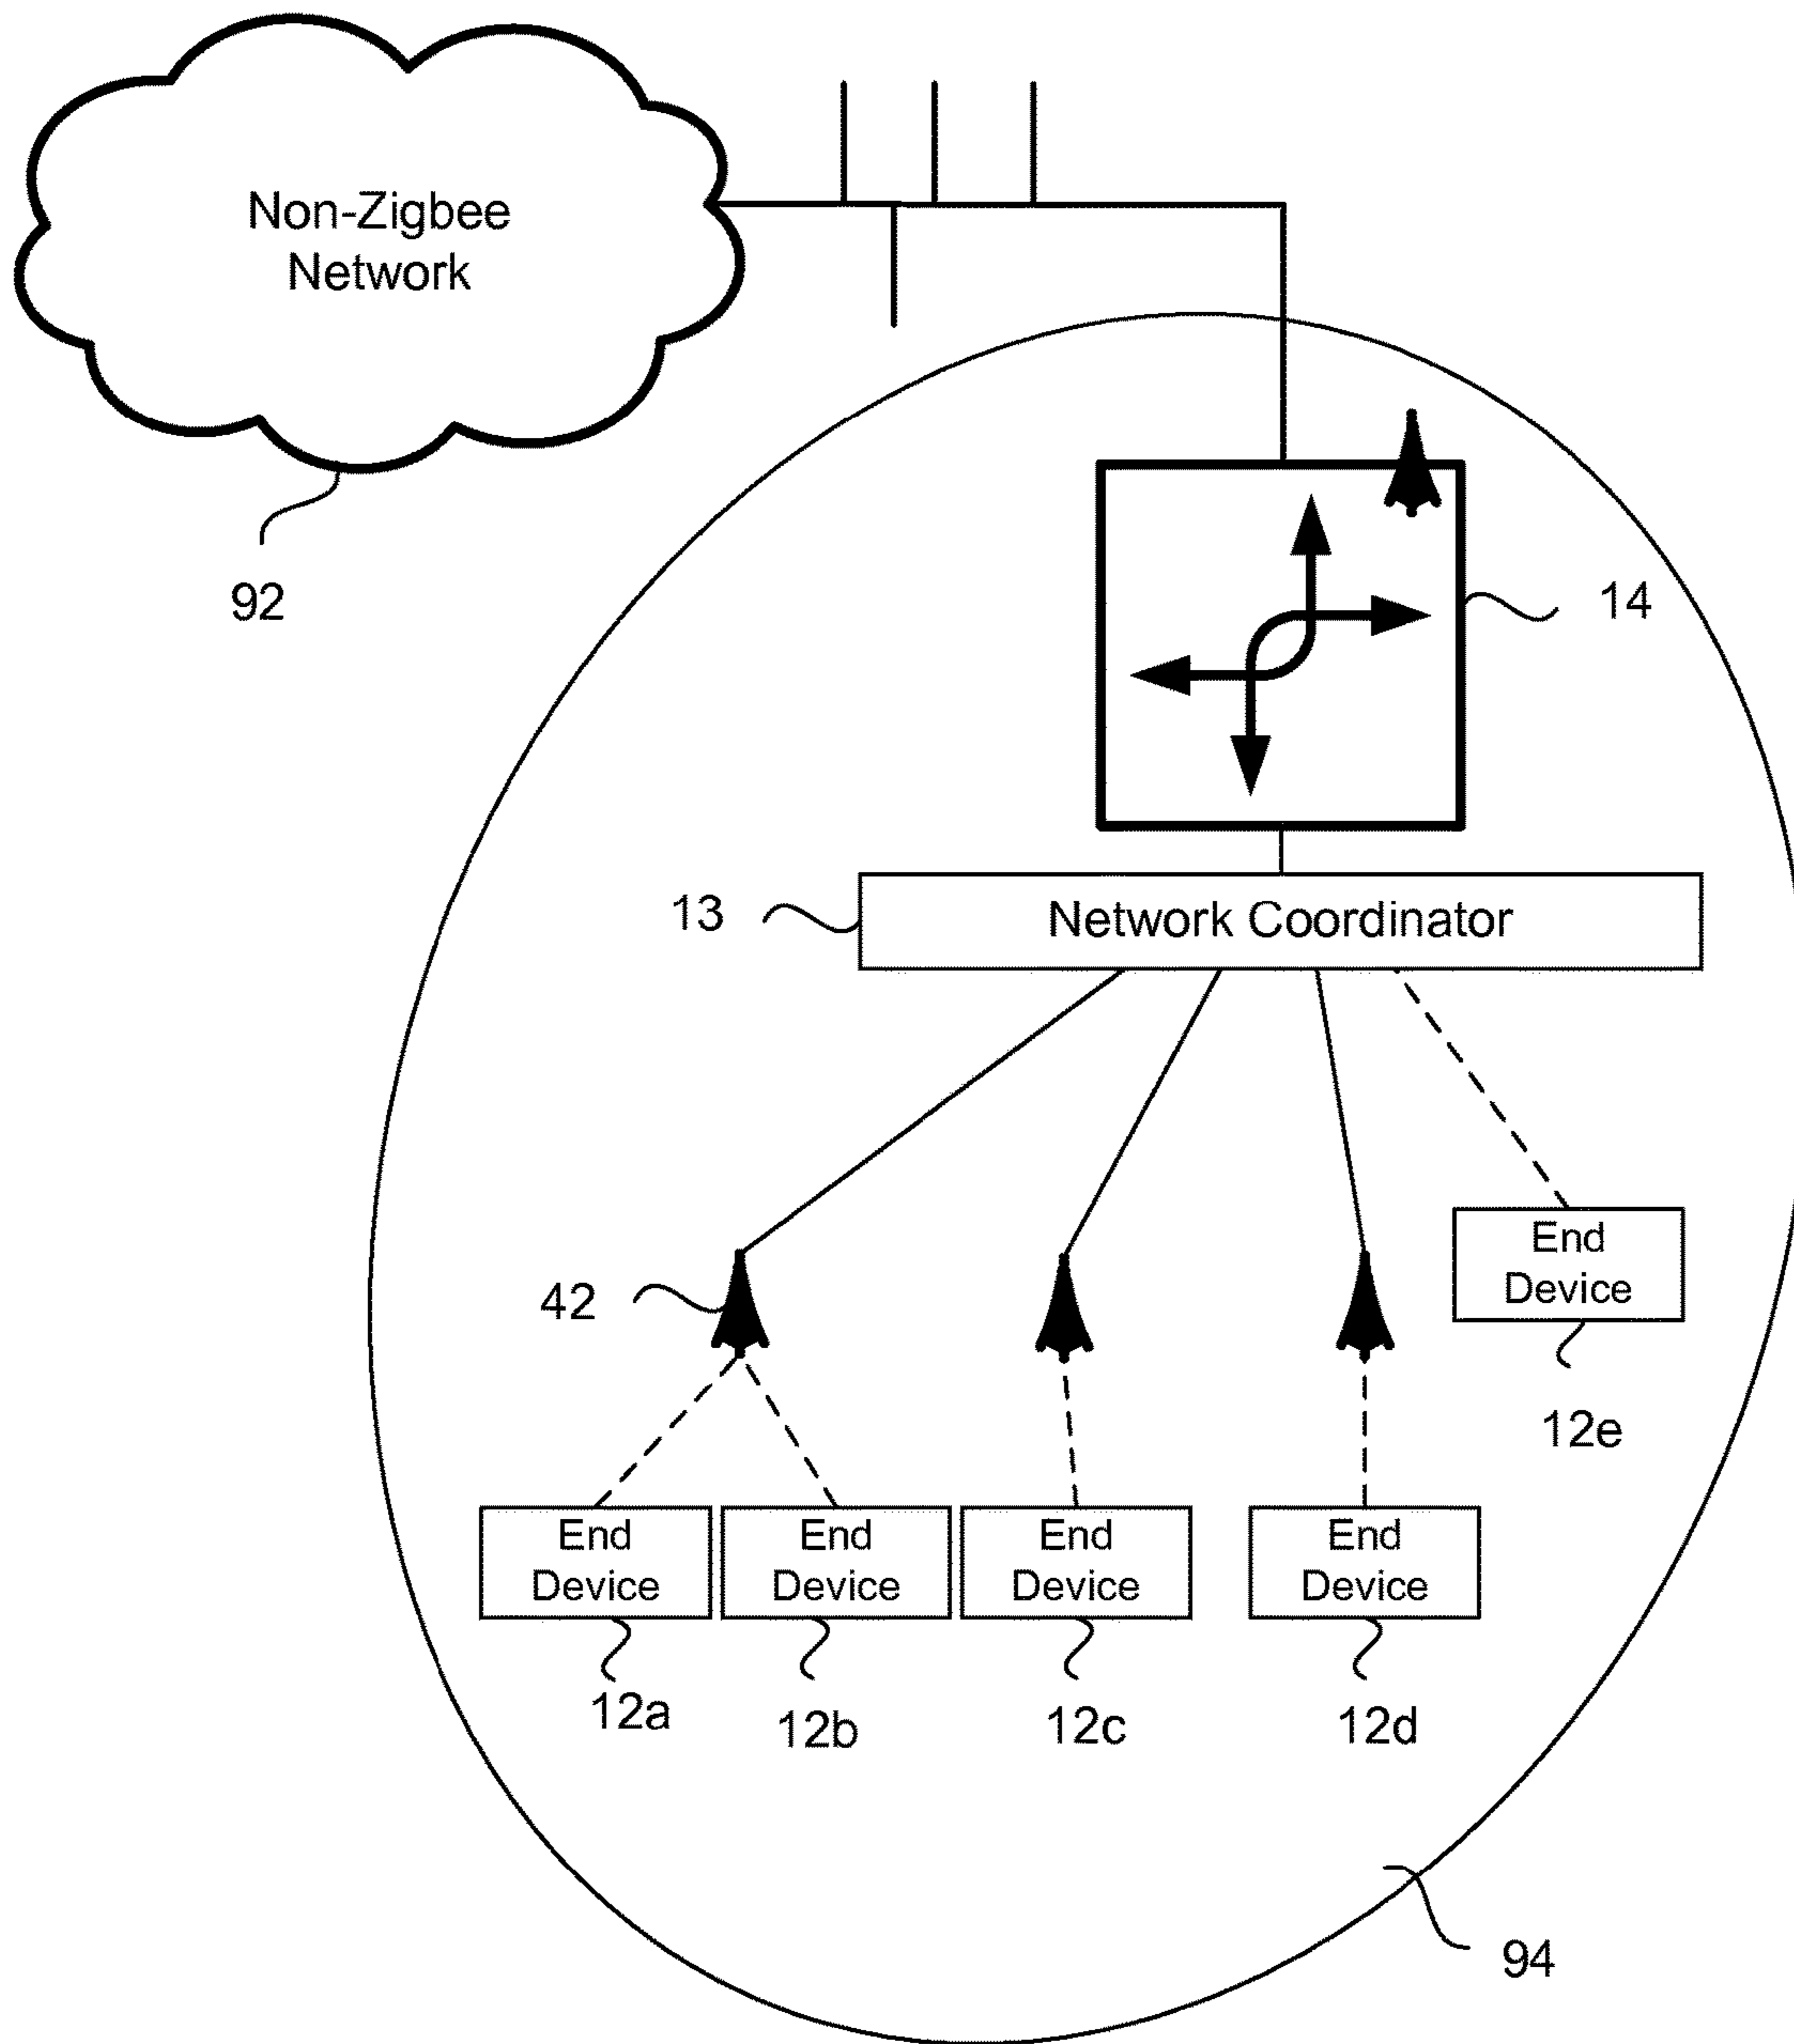 Non-Zigbee
Network
92
14
13
Network Coordinator
42
End
Device
12e
End
Device
End
Device
End
Device
End
Device
12a
12b
12c
12d
94